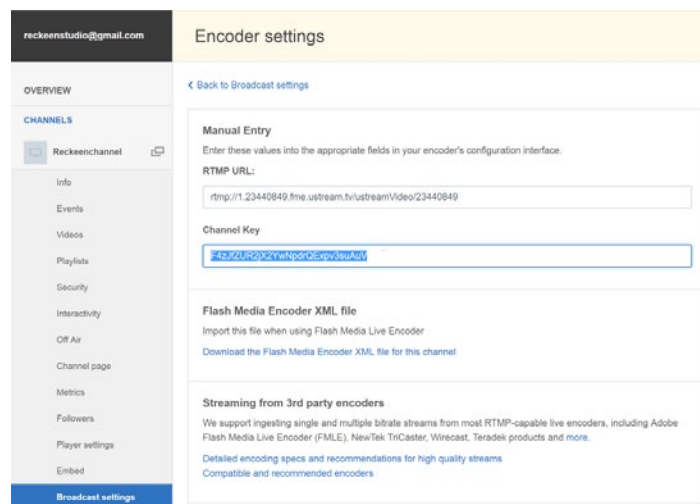 reckeenstudio@gmail.com
Encoder settings
OVERVIEW
CHANNELS
Reckeenchannel
Info
Events
Videos
Playlists
Security
Interactivity
Off Air
Channel page
Metrics
Followers
Player settings
Embed
Broadcast settings
Back to Broadcast settings
Manual Entry
Enter these values into the appropriate fields in your encoder's configuration interface.
RTMP URL:
rtmp://1.23440849.fme.ustream.tv/ustreamVideo/23440849
Channel Key
Flash Media Encoder XML file
Import this file when using Flash Media Live Encoder
Download the Flash Media Encoder XML file for this channel
Streaming from 3rd party encoders
We support ingesting single and multiple bitrate streams from most RTMP-capable live encoders, including Adobe
Flash Media Live Encoder (FMLE), NewTek TriCaster, Wirecast, Teradek products and more.
Detailed encoding specs and recommendations for high quality streams
Compatible and recommended encoders